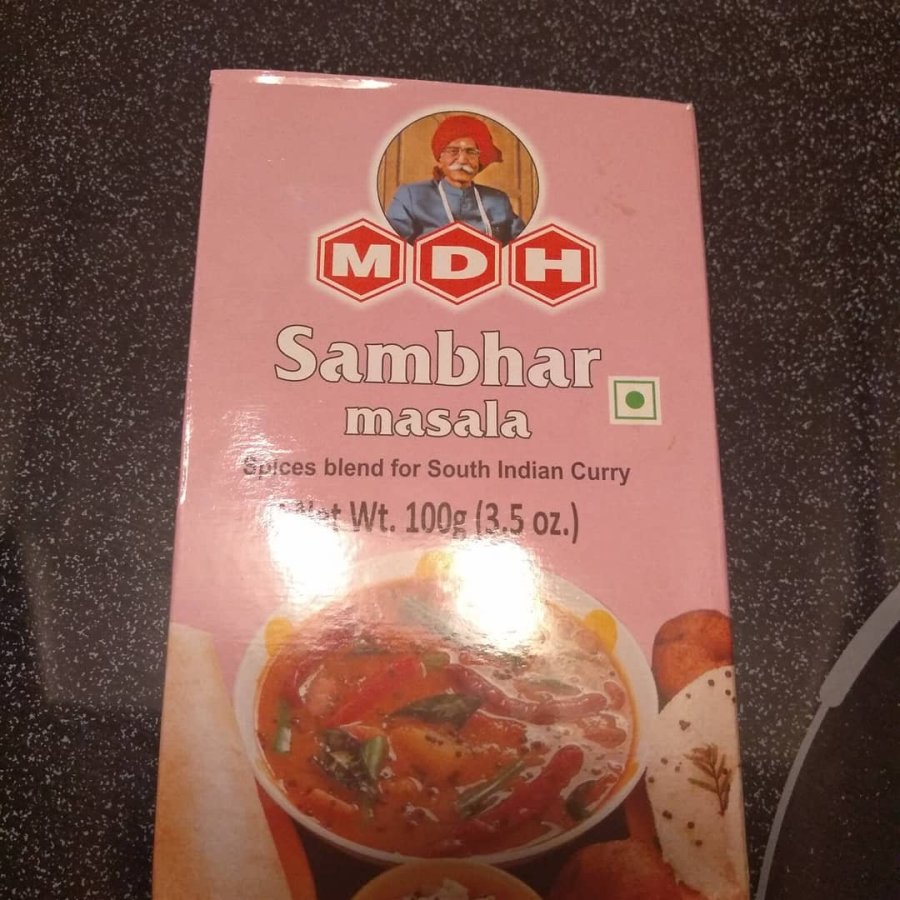 MDH
Sambhar
masala
Spices blend for South Indian Curry
Net Wt. 100g (3.5 oz.)